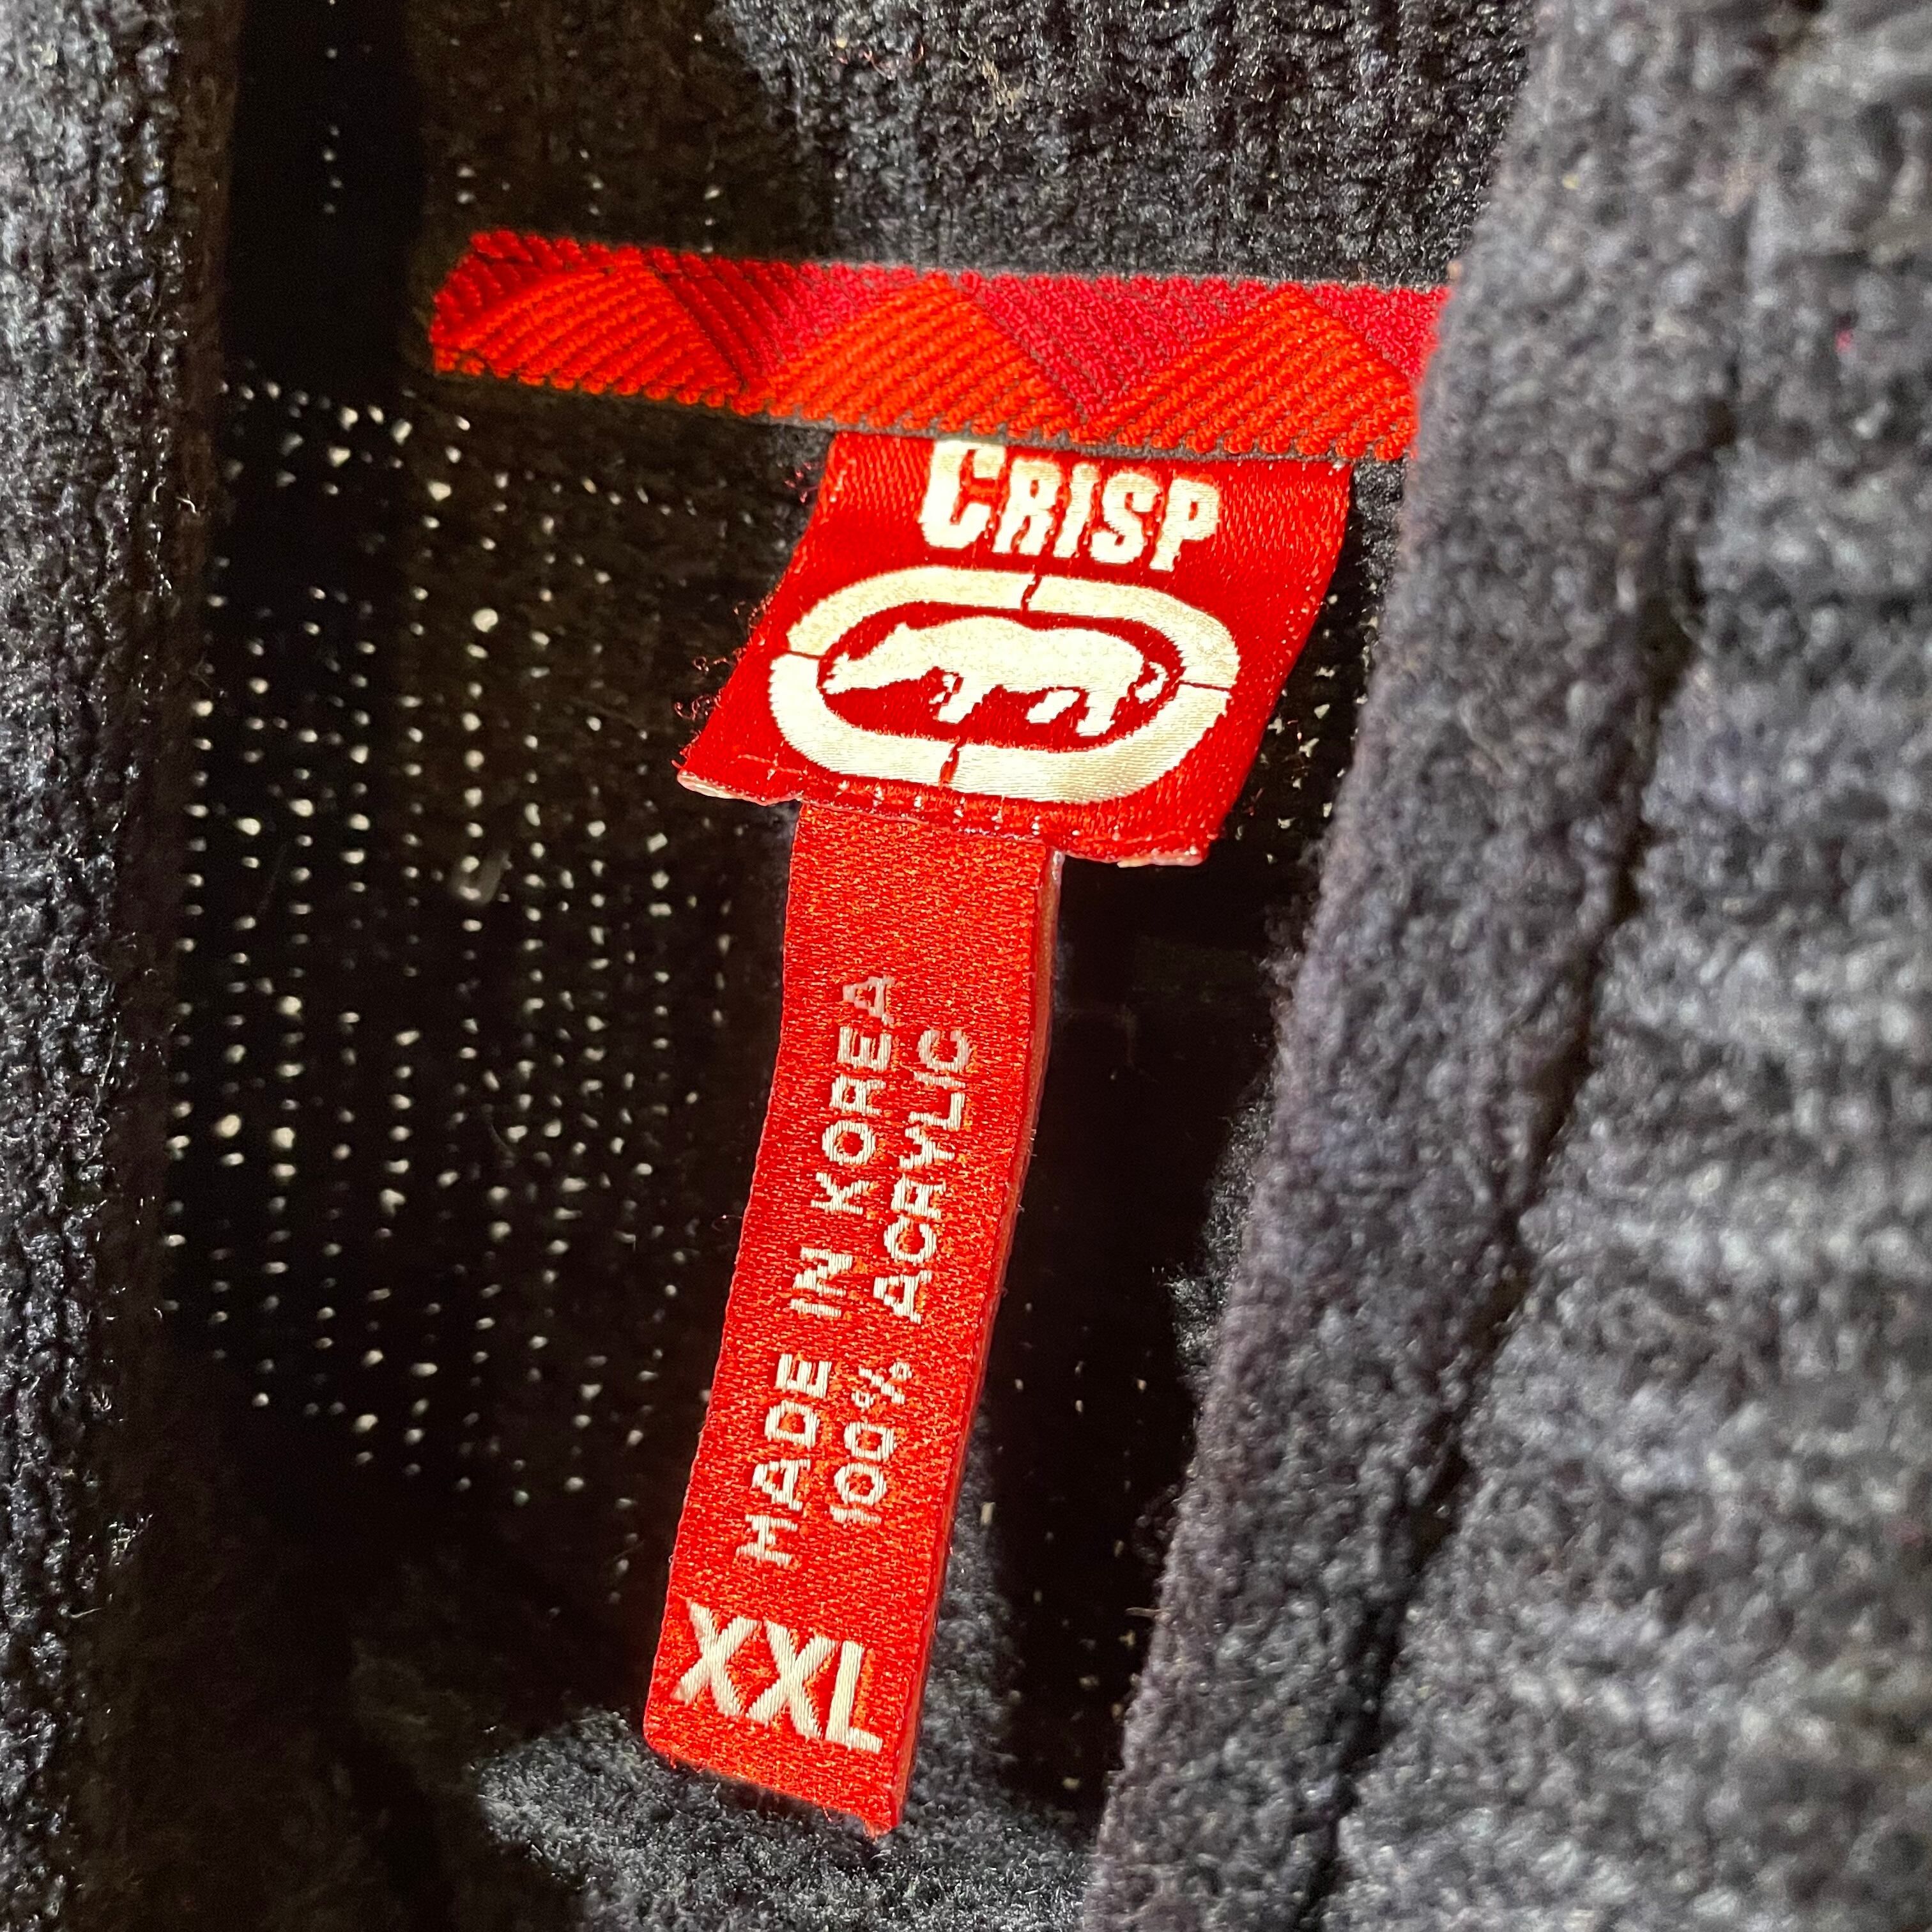 CRISP
MADE IN KOREA
100% ACRYLIC
XXL